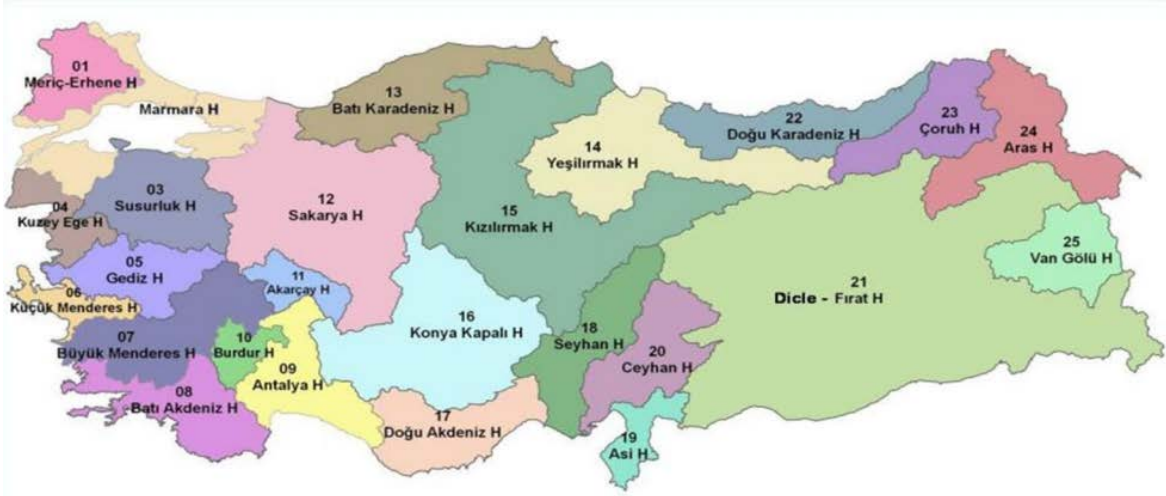 01
Meriç-Erhene H
Marmara H
03
Susurluk H
04
Kuzey Ege H
05
Gediz H
06
Küçük Menderes H
07
Büyük Menderes H
08
Batı Akdeniz H
09
Antalya H
10
Burdur H
11
Akarçay H
12
Sakarya H
13
Batı Karadeniz H
14
Yeşilırmak H
15
Kızılırmak H
16
Konya Kapalı H
17
Doğu Akdeniz H
18
Seyhan H
19
Asi H
20
Ceyhan H
21
Dicle - Fırat H
22
Doğu Karadeniz H
23
Çoruh H
24
Aras H
25
Van Gölü H